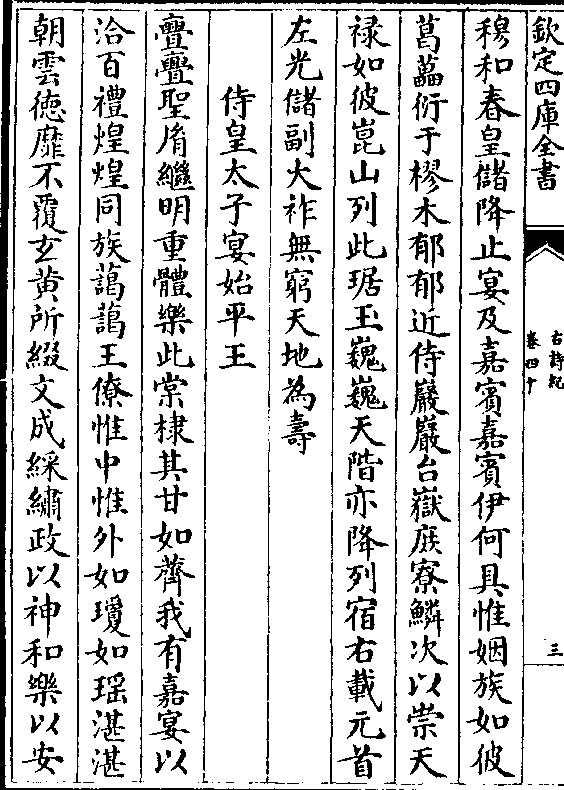 欽定四庫全書
古詩紀
卷四十
三
穆和春皇儲降止宴及嘉賓嘉賓伊何具惟姻族如彼
葛藟衍于樛木郁郁近侍巖巖台嶽庶寮鱗次以崇天
祿如彼崑山列此琚玉巍巍天階亦降列宿右載元首
左光儲副大祚無窮天地為壽
侍皇太子宴始平王
亹亹聖脩繼明重體樂此棠棣其甘如薺我有嘉宴以
洽百禮煌煌同族藹藹王僚惟中惟外如瓊如瑶湛湛
朝雲徳靡不覆玄黄所綴文成綵繡政以神和樂以安